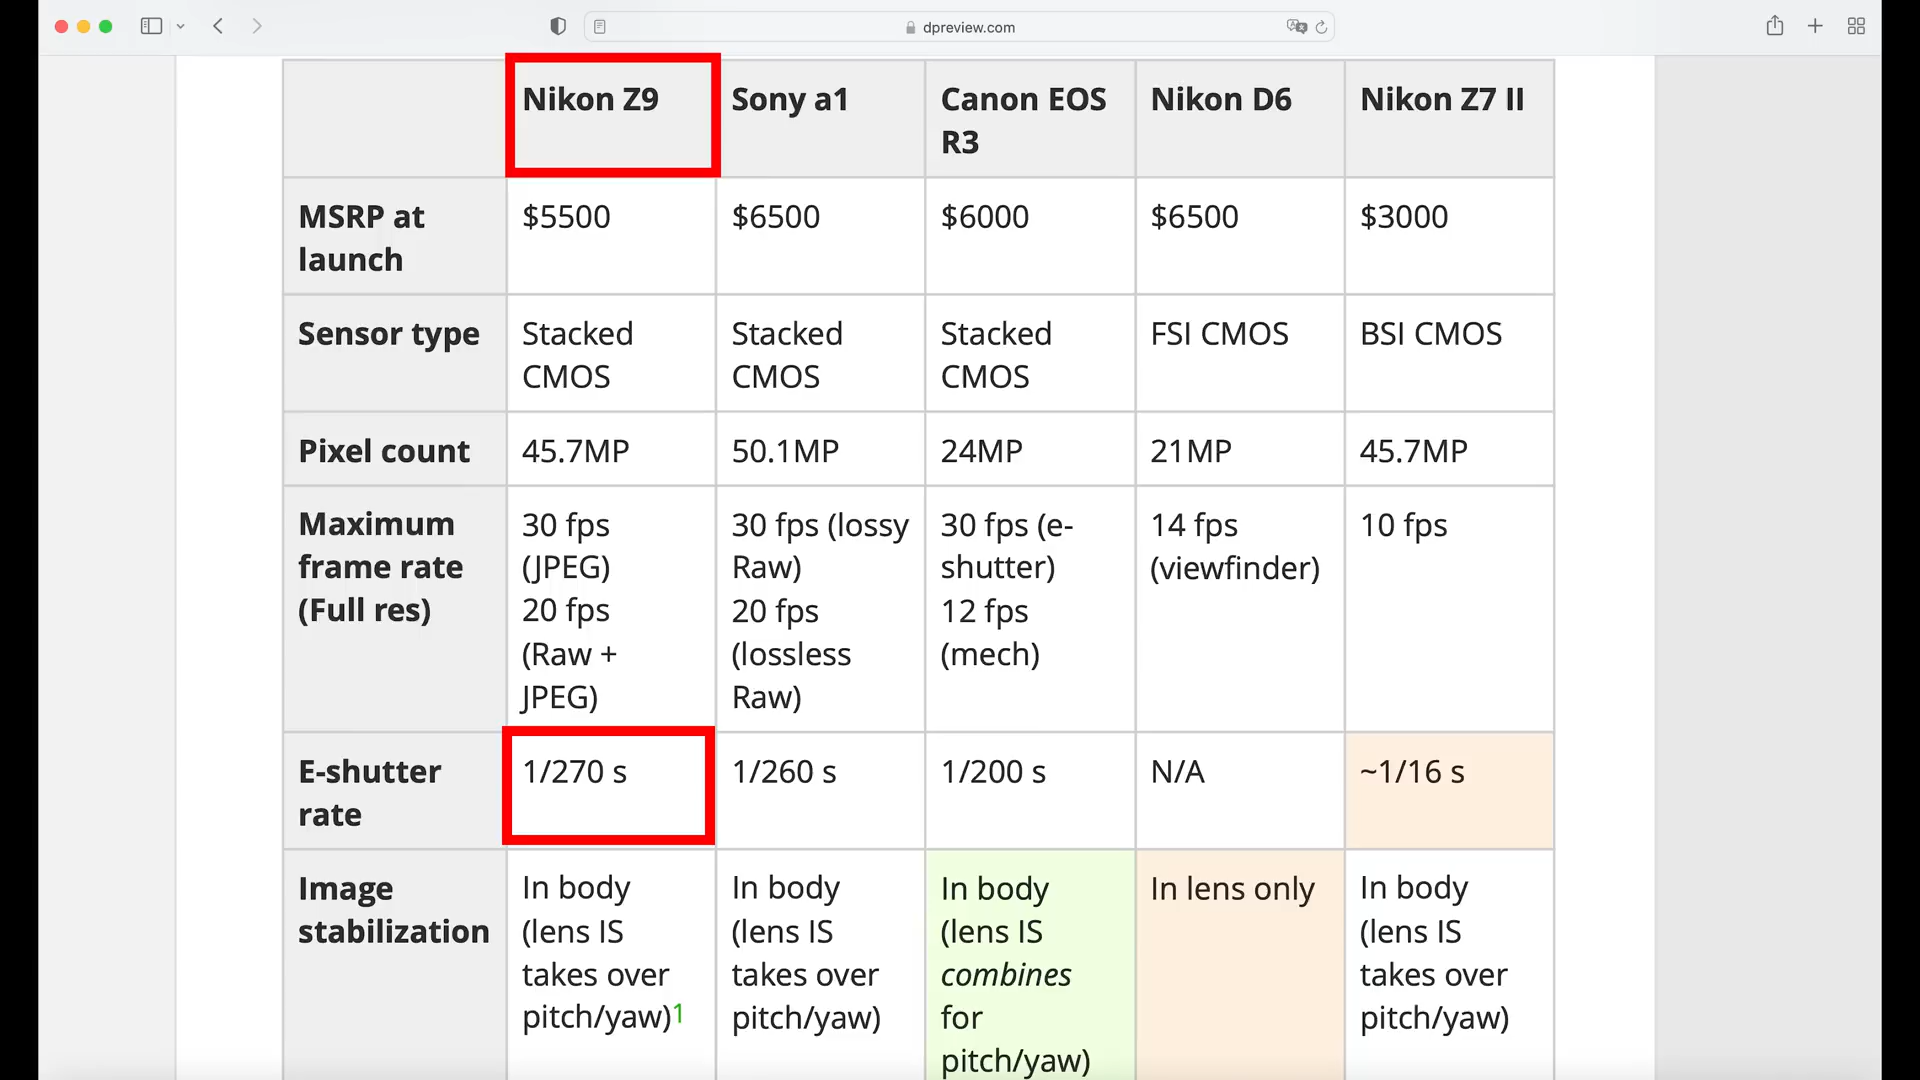 dpreview.com
Nikon Z9
Sony a1
Canon EOS
R3
Nikon D6
Nikon Z7 II
MSRP at
launch
$5500
$6500
$6000
$6500
$3000
Sensor type
Stacked
CMOS
Stacked
CMOS
Stacked
CMOS
FSI CMOS
BSI CMOS
Pixel count
45.7MP
50.1MP
24MP
21MP
45.7MP
Maximum
frame rate
(Full res)
30 fps
(JPEG)
20 fps
(Raw +
JPEG)
30 fps (lossy
Raw)
20 fps
(lossless
Raw)
30 fps (e-
shutter)
12 fps
(mech)
14 fps
(viewfinder)
10 fps
E-shutter
rate
1/270 s
1/260 s
1/200 s
N/A
~1/16 s
Image
stabilization
In body
(lens IS
takes over
pitch/yaw)1
In body
(lens IS
takes over
pitch/yaw)
In body
(lens IS
combines
for
pitch/yaw)
In lens only
In body
(lens IS
takes over
pitch/yaw)